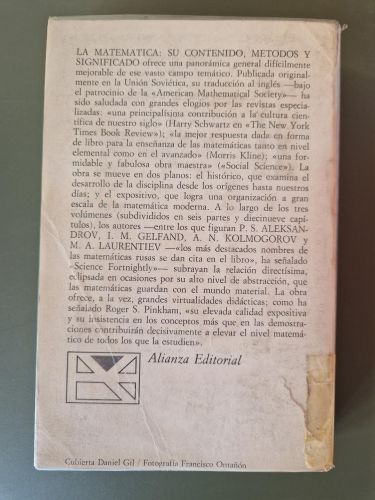 LA MATEMATICA: SU CONTENIDO, METODOS Y
SIGNIFICADO ofrece una panorámica general difícilmente
mejorable de ese vasto campo temático. Publicada original-
mente en la Unión Soviética, su traducción al inglés —bajo
el patrocinio de la «American Mathematical Society»— ha
sido saludada con grandes elogios por las revistas especia-
lizadas: «una principalísima contribución a la cultura cientí-
fica de nuestro siglo» (Harry Schwartz en «The New York
Times Book Review»); «la mejor respuesta dada en forma
de libro para la enseñanza de las matemáticas tanto en nivel
elemental como en el avanzado» (Morris Kline); «una for-
midable y fabulosa obra maestra» («Social Science»). La
obra se mueve en dos planos: el histórico, que examina el
desarrollo de la disciplina desde los orígenes hasta nuestros
días; y el expositivo, que logra una organización a gran
escala de la matemática moderna. A lo largo de los tres
volúmenes (subdivididos en seis partes y diecinueve capí-
tulos), los autores —entre los que figuran P. S. ALEKSAN-
DROV, I. M. GELFAND, A. N. KOLMOGOROV y
M. A. LAURENTIEV —«los más destacados nombres de
las matemáticas rusas se dan cita en el libro», ha señalado
«Science Fortnightly»— subrayan la relación directísima,
eclipsada en ocasiones por su alto nivel de abstracción, que
las matemáticas guardan con el mundo material. La obra
ofrece, a la vez, grandes virtualidades didácticas; como ha
señalado Roger S. Pinkham, «su elevada calidad expositiva
y su insistencia en los conceptos más que en las demostra-
ciones contribuirán decisivamente a elevar el nivel matemático
de todos los que la estudien».
Alianza Editorial
Cubierta Daniel Gil / Fotografía Francisco Ontañón